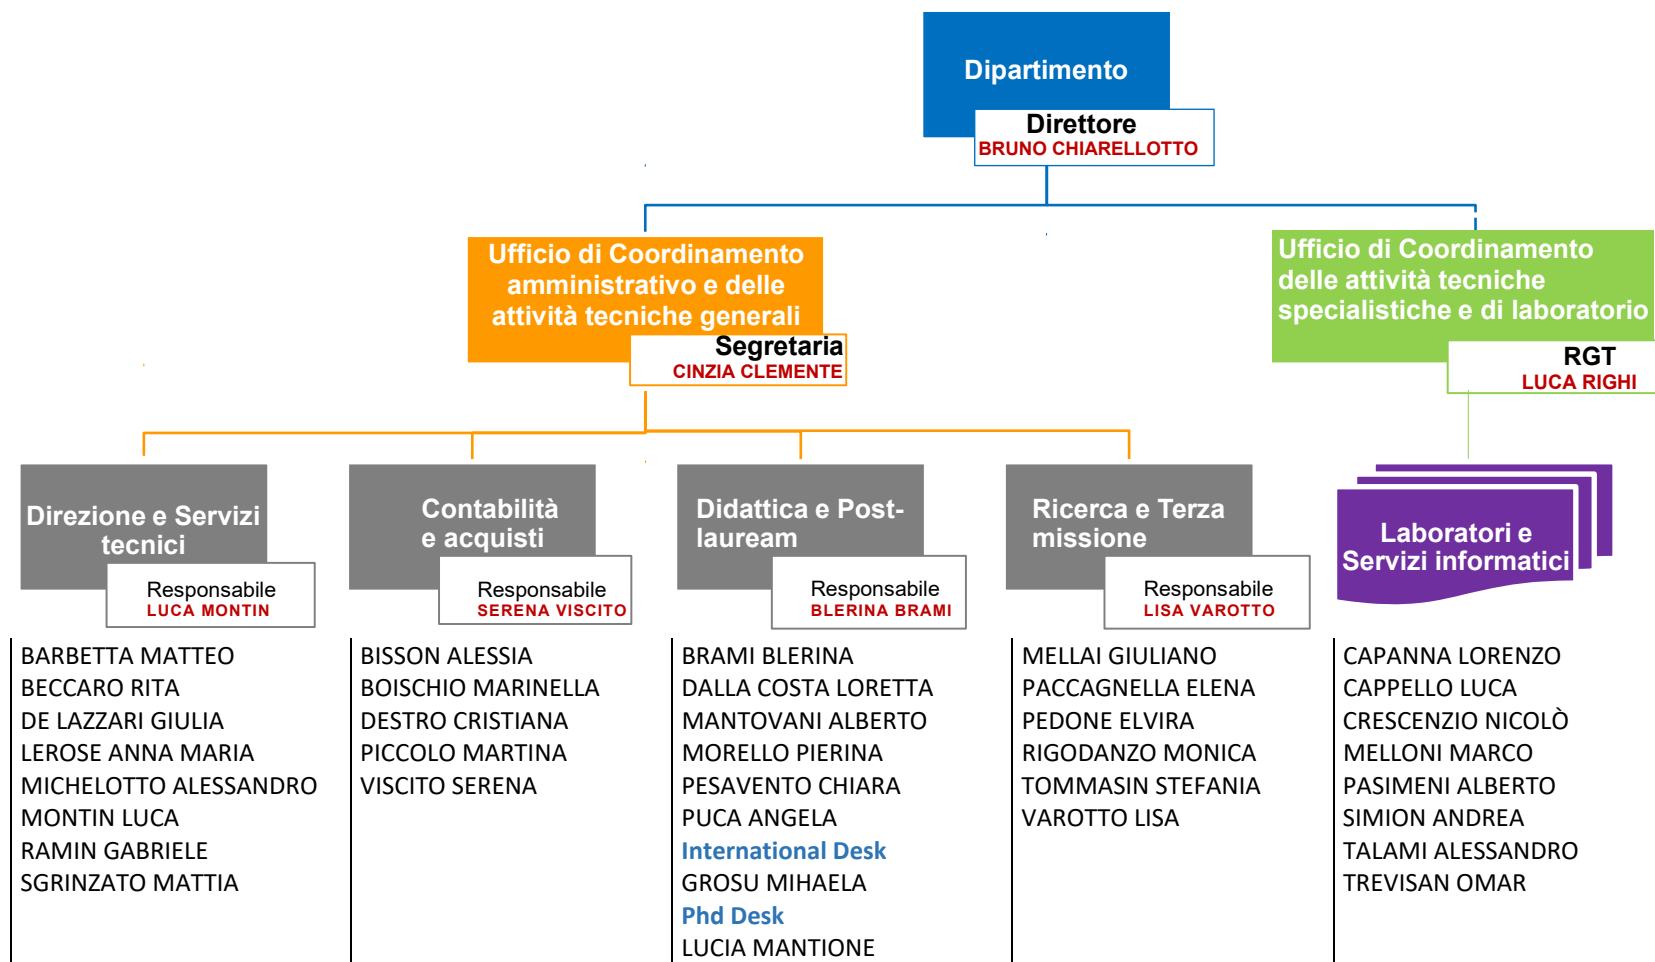 Dipartimento
Direttore
BRUNO CHIARELLOTTO
Ufficio di Coordinamento
amministrativo e delle
attività tecniche generali
Segretaria
CINZIA CLEMENTE
Ufficio di Coordinamento
delle attività tecniche
specialistiche e di laboratorio
RGT
LUCA RIGHI
Direzione e Servizi
tecnici
Responsabile
LUCA MONTIN
BARBETTA MATTEO
BECCARO RITA
DE LAZZARI GIULIA
LEROSE ANNA MARIA
MICHELOTTO ALESSANDRO
MONTIN LUCA
RAMIN GABRIELE
SGRINZATO MATTIA
Contabilità
e acquisti
Responsabile
SERENA VISCITO
BISSON ALESSIA
BOISCHIO MARINELLA
DESTRO CRISTIANA
PICCOLO MARTINA
VISCITO SERENA
Didattica e Post-
lauream
Responsabile
BLERINA BRAMI
BRAMI BLERINA
DALLA COSTA LORETTA
MANTOVANI ALBERTO
MORELLO PIERINA
PESAVENTO CHIARA
PUCA ANGELA
International Desk
GROSU MIHAELA
Phd Desk
LUCIA MANTIONE
Ricerca e Terza
missione
Responsabile
LISA VAROTTO
MELLAI GIULIANO
PACCAGNELLA ELENA
PEDONE ELVIRA
RIGODANZO MONICA
TOMMASIN STEFANIA
VAROTTO LISA
Laboratori e
Servizi informatici
CAPANNA LORENZO
CAPPELLO LUCA
CRESCENZIO NICOLÒ
MELLONI MARCO
PASIMENI ALBERTO
SIMION ANDREA
TALAMI ALESSANDRO
TREVISAN OMAR